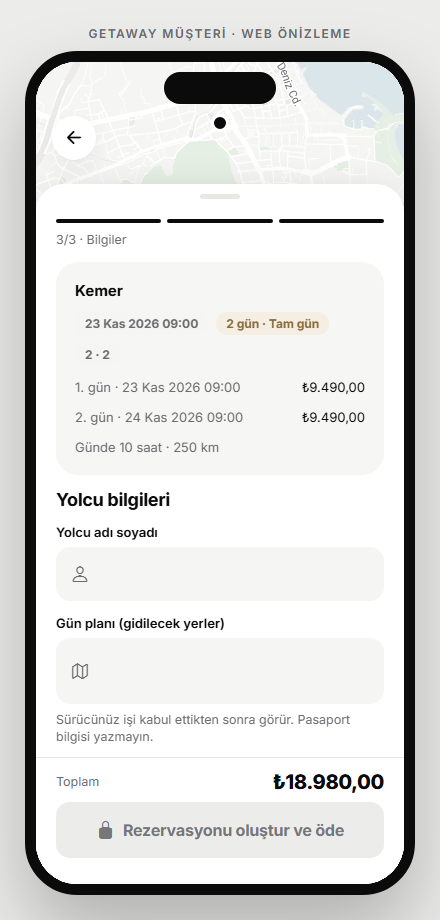 GETAWAY MÜŞTERİ · WEB ÖNİZLEME
Deniz Cd.
3/3 · Bilgiler
Kemer
23 Kas 2026 09:00
2 gün · Tam gün
2 · 2
1. gün · 23 Kas 2026 09:00 ₺9.490,00
2. gün · 24 Kas 2026 09:00 ₺9.490,00
Günde 10 saat · 250 km
Yolcu bilgileri
Yolcu adı soyadı
Gün planı (gidilecek yerler)
Sürücünüz işi kabul ettikten sonra görür. Pasaport
bilgisi yazmayın.
Toplam ₺18.980,00
Rezervasyonu oluştur ve öde